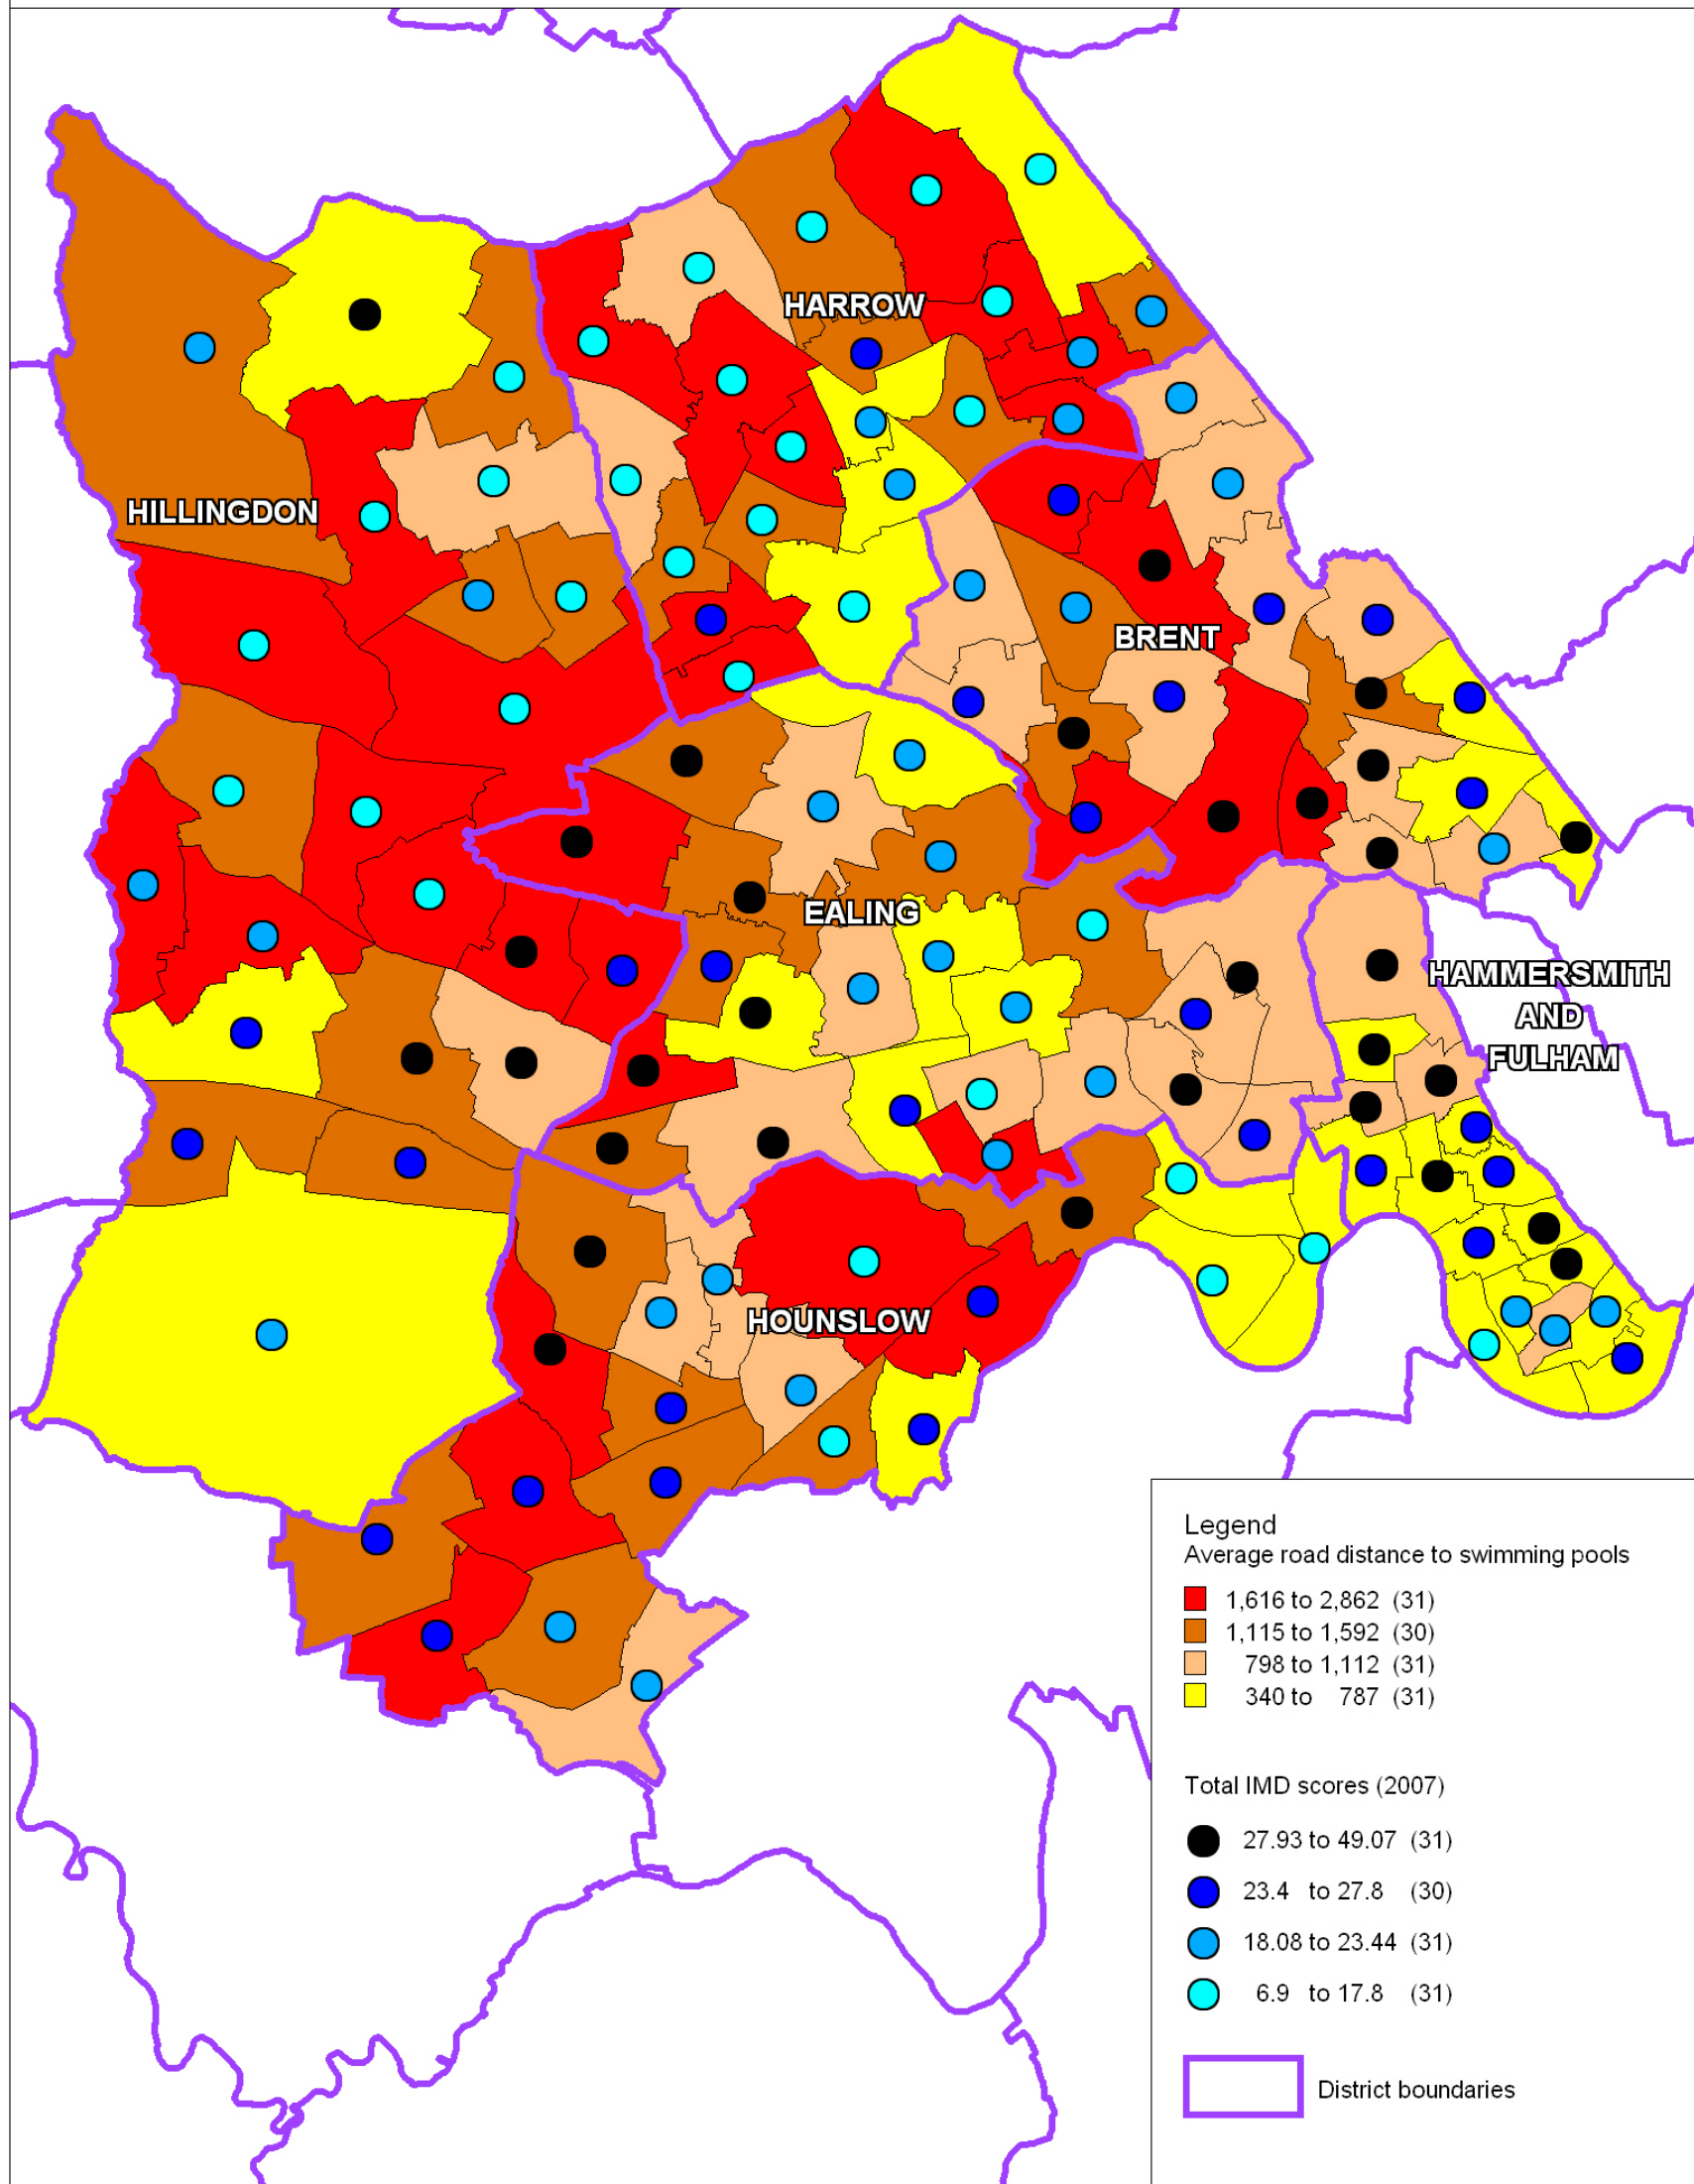 HARROW
HILLINGDON
BRENT
EALING
HAMMERSMITH
AND
FULHAM
HOUNSLOW
Legend
Average road distance to swimming pools
1,616 to 2,862 (31)
1,115 to 1,592 (30)
798 to 1,112 (31)
340 to 787 (31)
Total IMD scores (2007)
27.93 to 49.07 (31)
23.4 to 27.8 (30)
18.08 to 23.44 (31)
6.9 to 17.8 (31)
District boundaries